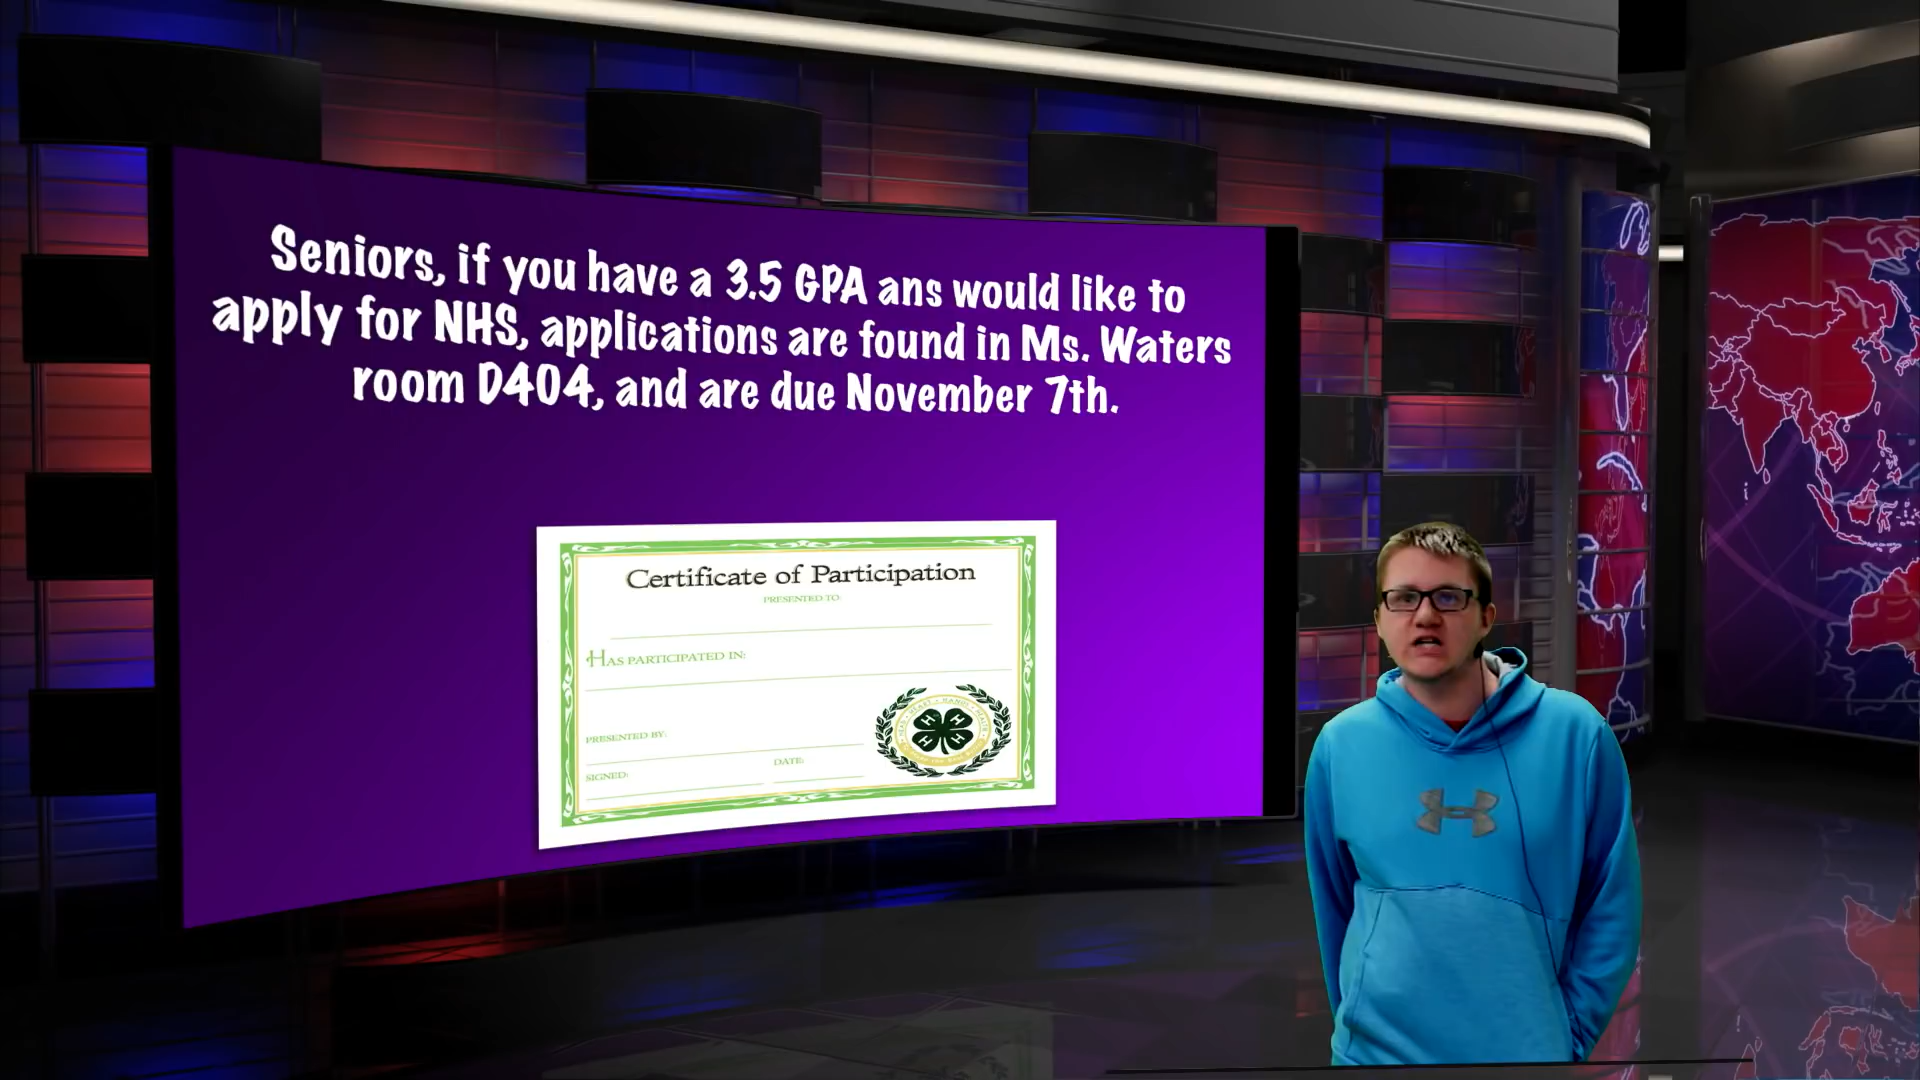 Seniors, if you have a 3.5 GPA ans would like to
apply for NHS, applications are found in Ms. Waters
room D404, and are due November 7th.
Certificate of Participation
PRESENTED TO:
HAS PARTICIPATED IN:
PRESENTED BY:
DATE:
SIGNED:
H H
H H